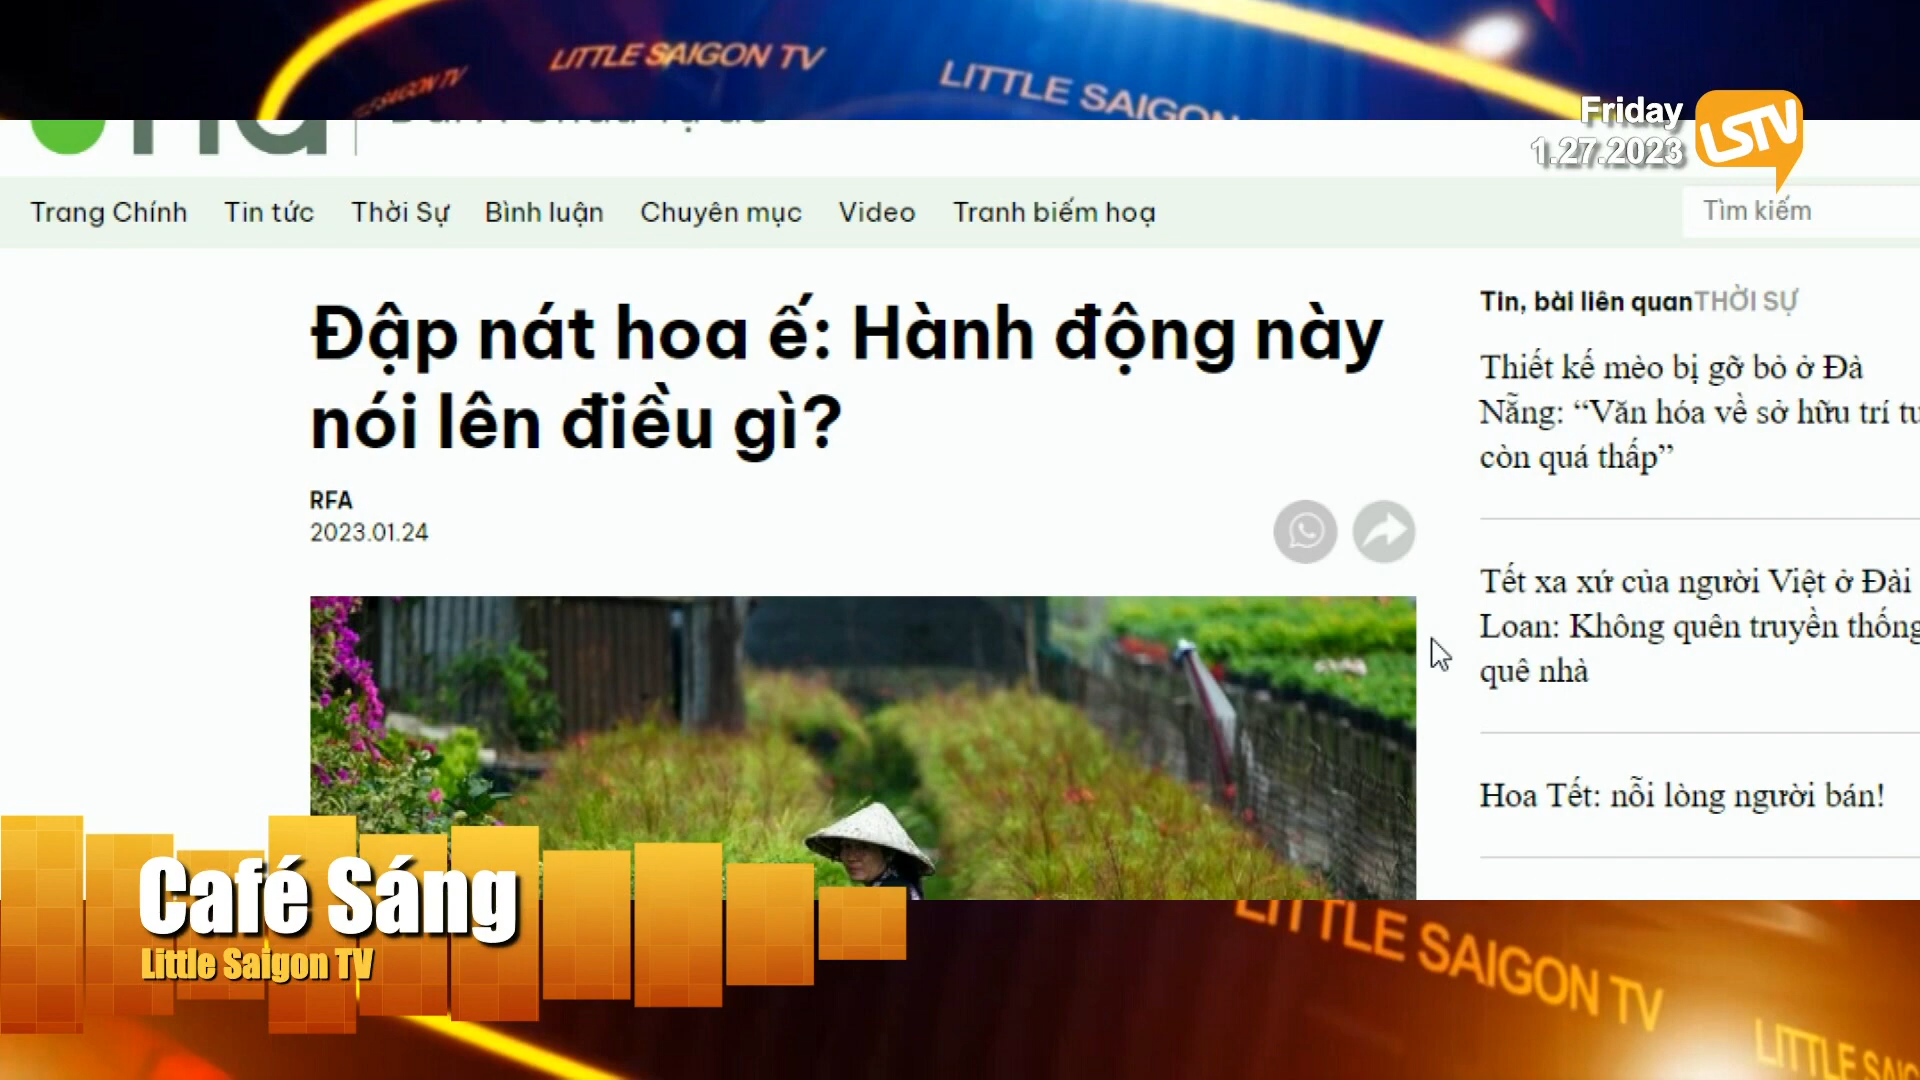 LITTLE SAIGON TV
LITTLE SAIGON
Friday
1.27.2023
LSTV
Trang Chính
Tin tức
Thời Sự
Bình luận
Chuyên mục
Video
Tranh biếm hoạ
Tìm kiếm
Đập nát hoa ế: Hành động này
nói lên điều gì?
RFA
2023.01.24
Tin, bài liên quan THỜI SỰ
Thiết kế mèo bị gỡ bỏ ở Đà
Nẵng: “Văn hóa về sở hữu trí
còn quá thấp”
Tết xa xứ của người Việt ở Đài
Loan: Không quên truyền thống
quê nhà
Hoa Tết: nỗi lòng người bán!
Café Sáng
Little Saigon TV
LITTLE SAIGON TV
LITTLE